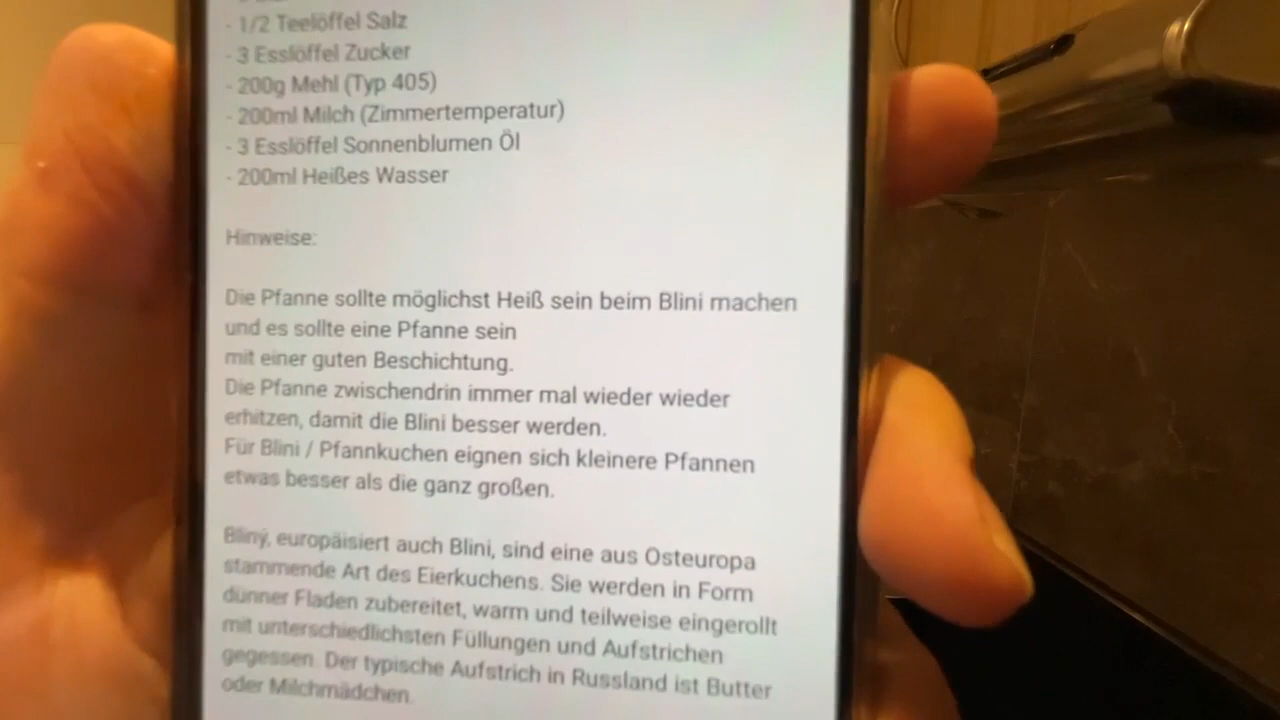 - 1/2 Teelöffel Salz
- 3 Esslöffel Zucker
- 200g Mehl (Typ 405)
- 200ml Milch (Zimmertemperatur)
- 3 Esslöffel Sonnenblumen Öl
- 200ml Heißes Wasser
Hinweise:
Die Pfanne sollte möglichst Heiß sein beim Blini machen
und es sollte eine Pfanne sein
mit einer guten Beschichtung.
Die Pfanne zwischendrin immer mal wieder wieder
erhitzen, damit die Blini besser werden.
Für Blini / Pfannkuchen eignen sich kleinere Pfannen
etwas besser als die ganz großen.
Bliný, europäisiert auch Blini, sind eine aus Osteuropa
stammende Art des Eierkuchens. Sie werden in Form
dünner Fladen zubereitet, warm und teilweise eingerollt
mit unterschiedlichsten Füllungen und Aufstrichen
gegessen. Der typische Aufstrich in Russland ist Butter
oder Milchmädchen.